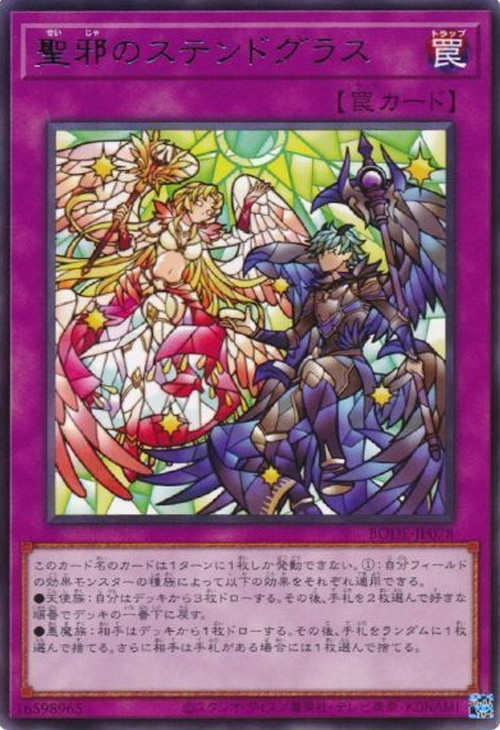 聖邪のステンドグラス
罠
【罠カード】
BODE-JP078
このカード名のカードは1ターンに1枚しか発動できない。①:自分フィールド
の効果モンスターの種族によって以下の効果をそれぞれ適用できる。
●天使族:自分はデッキから3枚ドローする。その後、手札を2枚選んで好きな
順番でデッキの一番下に戻す。
●悪魔族:相手はデッキから1枚ドローする。その後、手札をランダムに1枚
選んで捨てる。さらに相手は手札がある場合には1枚選んで捨てる。
16598965
©スタジオ・ダイス/集英社・テレビ東京・KONAMI